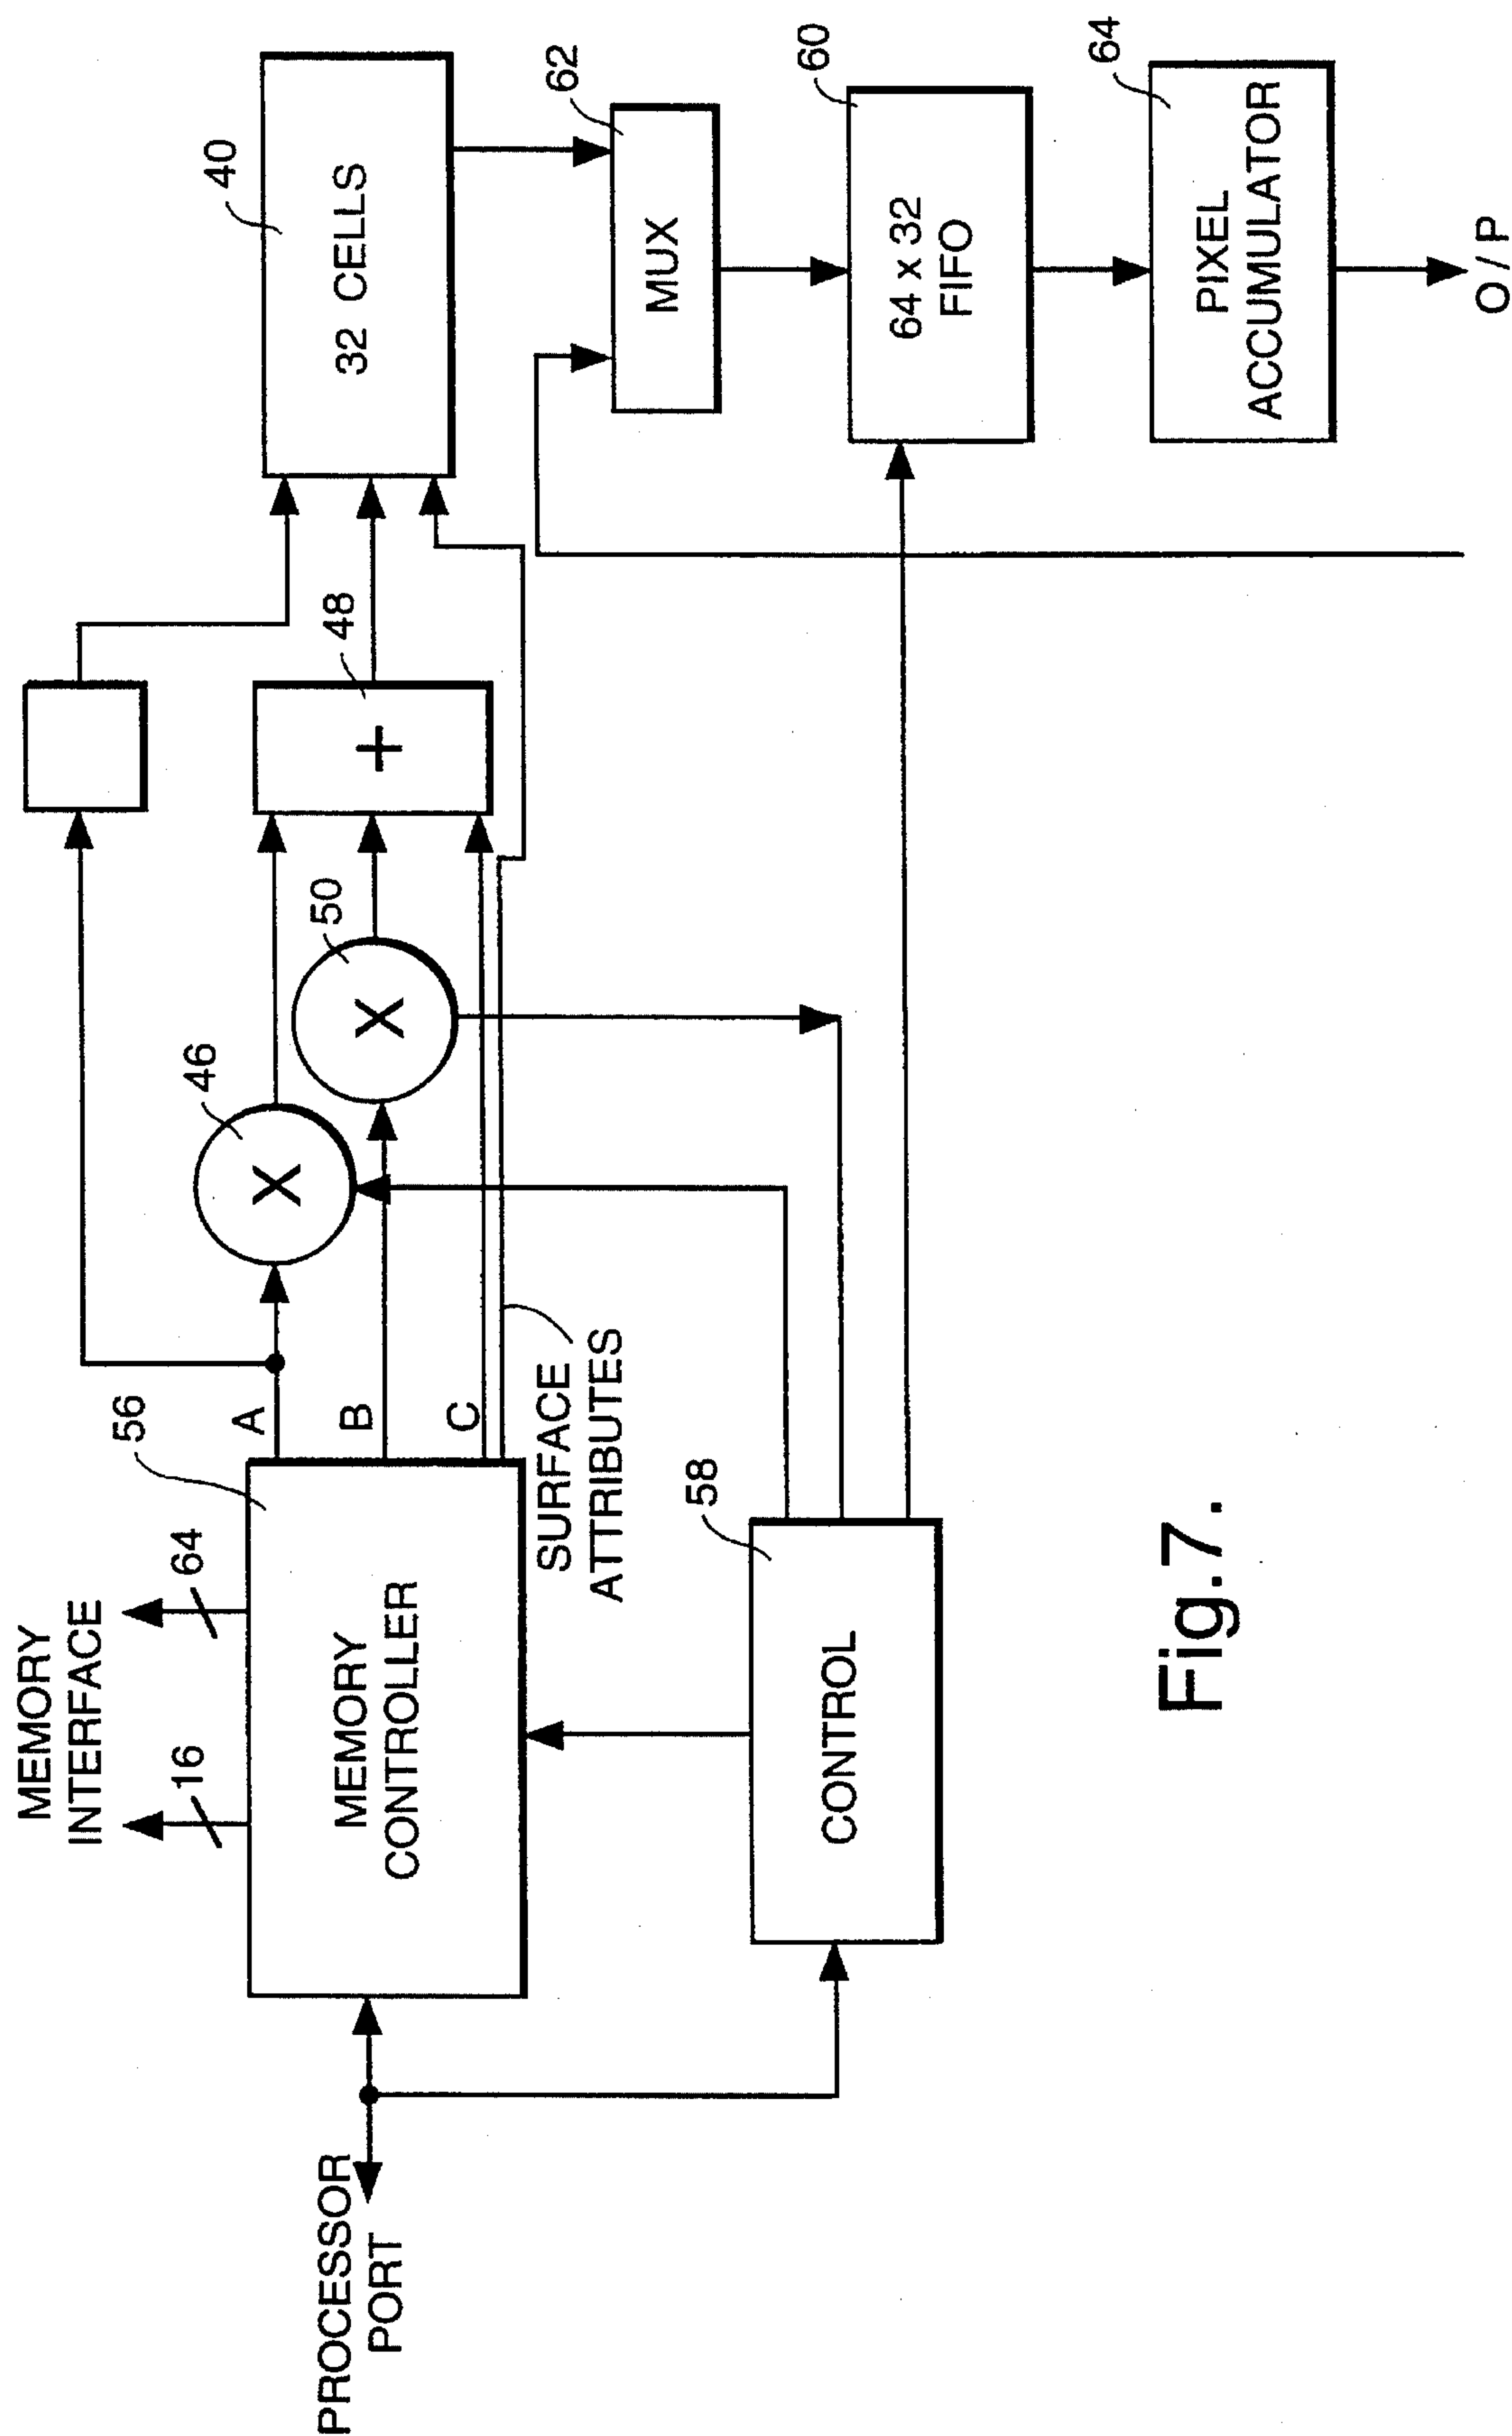 MEMORY
INTERFACE
16
64
56
MEMORY
CONTROLLER
PROCESSOR
PORT
A
B
C
SURFACE
ATTRIBUTES
46
X
50
X
48
+
40
32 CELLS
62
MUX
58
CONTROL
60
64 x 32
FIFO
64
PIXEL
ACCUMULATOR
O / P
Fig.7.